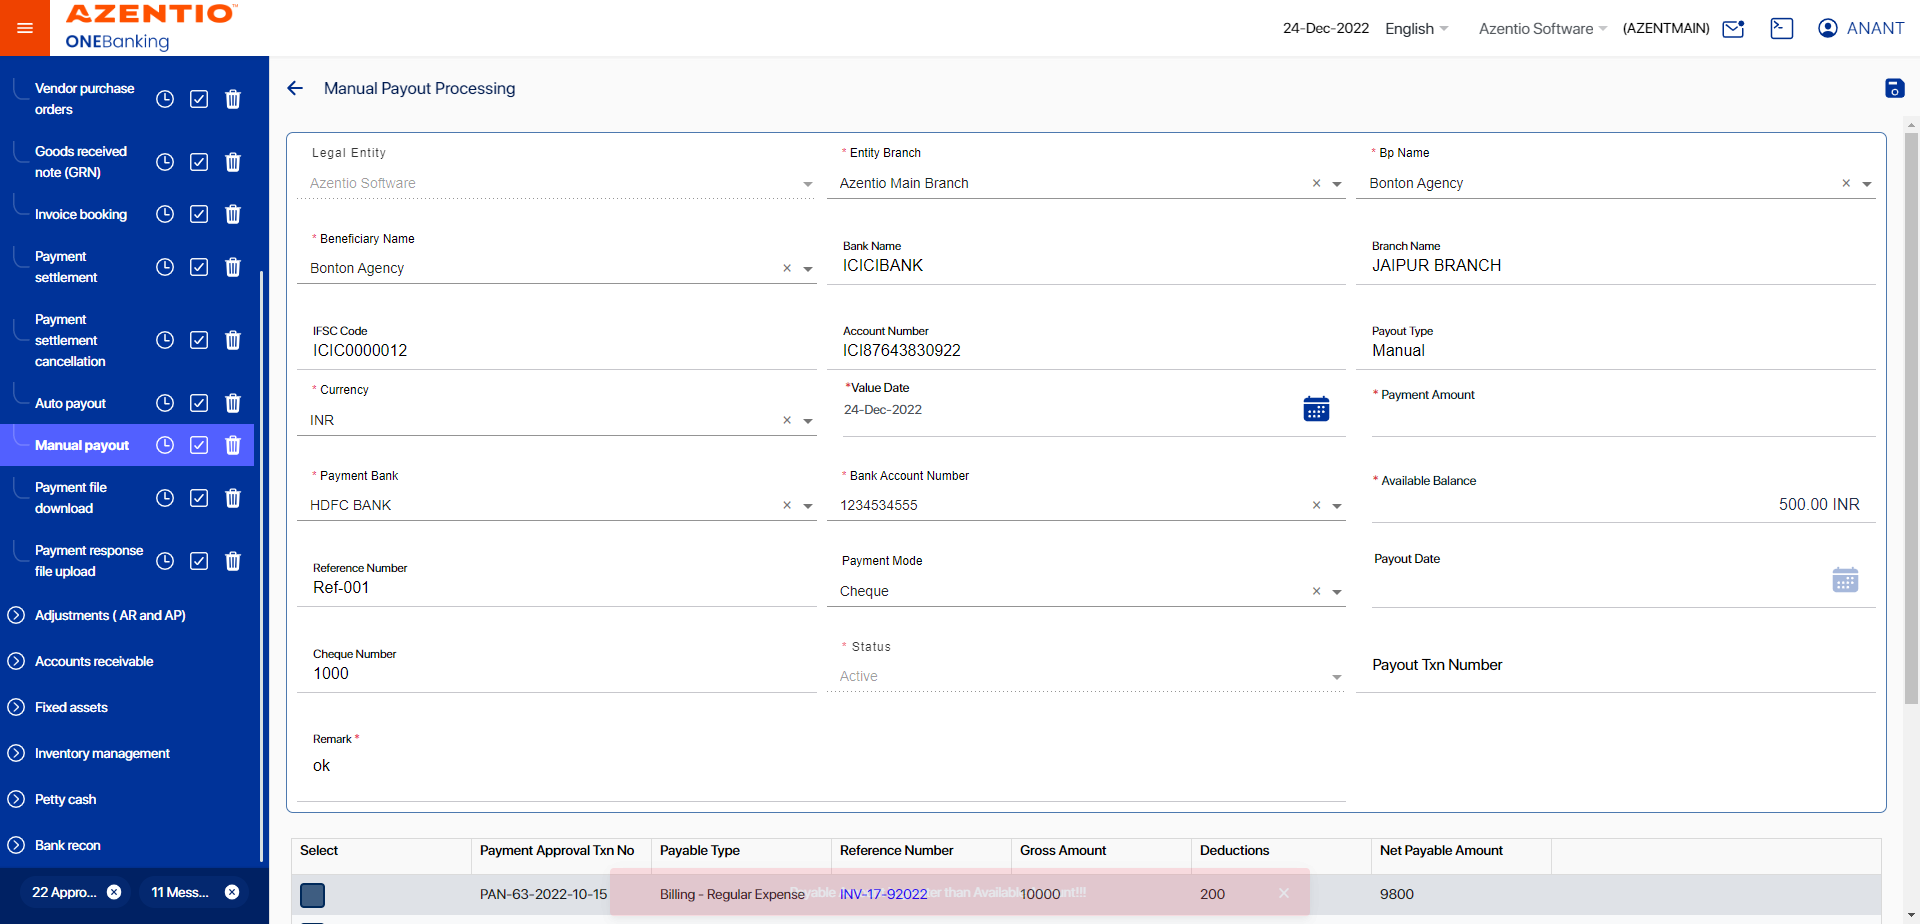 AZENTIO™
ONEBanking
24-Dec-2022 English Azentio Software (AZENTMAIN) ANANT
Vendor purchase
orders
Goods received
note (GRN)
Invoice booking
Payment
settlement
Payment
settlement
cancellation
Auto payout
Manual payout
Payment file
download
Payment response
file upload
Adjustments ( AR and AP)
Accounts receivable
Fixed assets
Inventory management
Petty cash
Bank recon
22 Appro...
11 Mess...
Manual Payout Processing
Legal Entity
Azentio Software
* Entity Branch
Azentio Main Branch
* Bp Name
Bonton Agency
* Beneficiary Name
Bonton Agency
Bank Name
ICICIBANK
Branch Name
JAIPUR BRANCH
IFSC Code
ICIC0000012
Account Number
ICI87643830922
Payout Type
Manual
* Currency
INR
*Value Date
24-Dec-2022
* Payment Amount
* Payment Bank
HDFC BANK
* Bank Account Number
1234534555
* Available Balance
500.00 INR
Reference Number
Ref-001
Payment Mode
Cheque
Payout Date
Cheque Number
1000
* Status
Active
Payout Txn Number
Remark *
ok
Select Payment Approval Txn No Payable Type Reference Number Gross Amount Deductions Net Payable Amount
PAN-63-2022-10-15 Billing - Regular Expense INV-17-92022 10000 200 9800
than Available